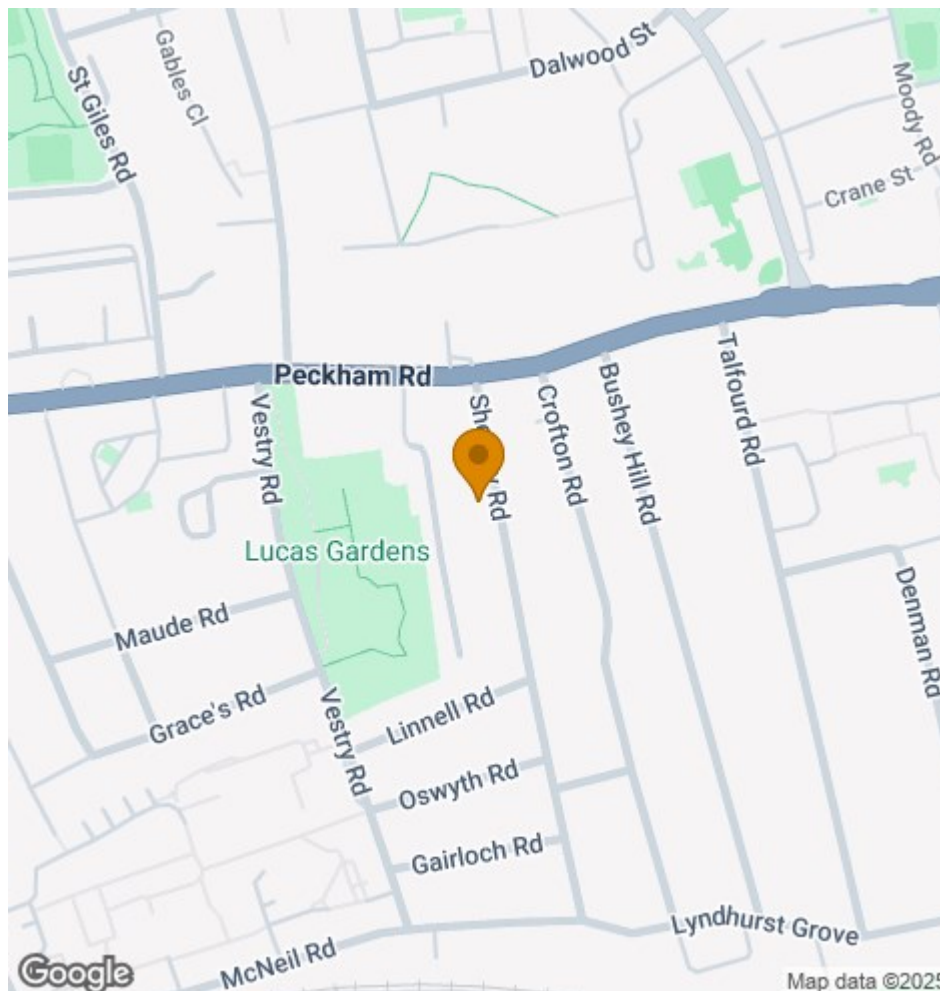 Dalwood St
Gables Cl
St Giles Rd
Moody Rd
Crane St
Peckham Rd
Talfourd Rd
Bushey Hill Rd
Crofton Rd
Vestry Rd
Rd
Lucas Gardens
Denman Rd
Maude Rd
Grace's Rd
Linnell Rd
Vestry Rd
Oswyth Rd
Gairloch Rd
Lyndhurst Grove
McNeil Rd
Google
Map data ©2025